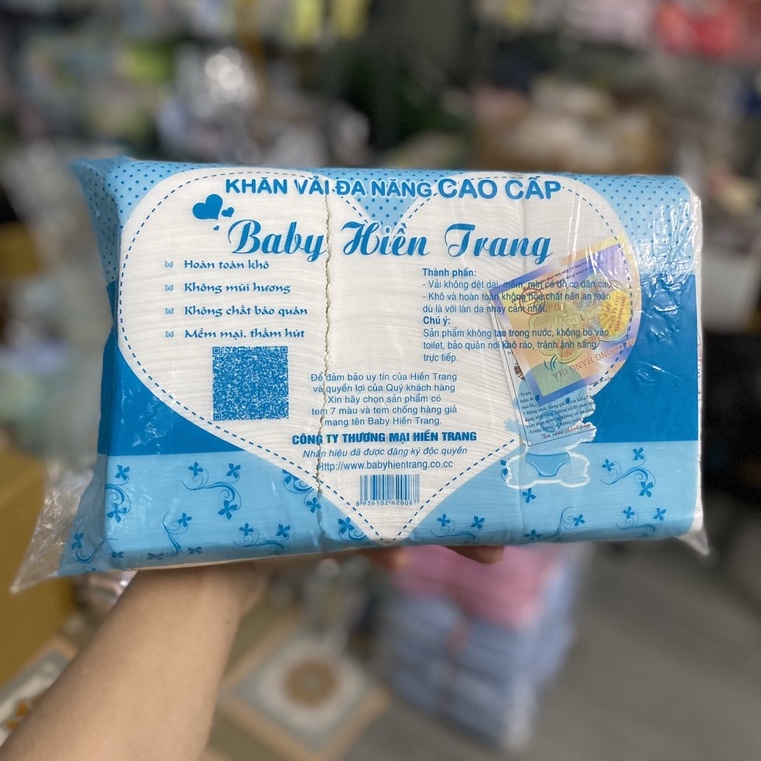 KHĂN VẢI ĐA NĂNG CAO CẤP
Baby Hiền Trang
Hoàn toàn khô
Không mùi hương
Không chất bảo quản
Mềm mại, thấm hút
Thành phần:
- Vải không dệt dai, mềm, mịn có độ co dãn cao
- Khô và hoàn toàn không hóa chất nên an toàn
dù là với làn da nhạy cảm nhất.
Chú ý:
Sản phẩm không tạo trong nước, không bỏ vào
toilet, bảo quản nơi khô ráo, tránh ánh nắng
trực tiếp.
Để đảm bảo uy tín của Hiền Trang
và quyền lợi của Quý khách hàng
Xin hãy chọn sản phẩm có
tem 7 màu và tem chống hàng giả
mang tên Baby Hiền Trang.
CÔNG TY THƯƠNG MẠI HIỀN TRANG
Nhãn hiệu đã được đăng ký độc quyền
Http://www.babyhientrang.co.cc
8936102620087